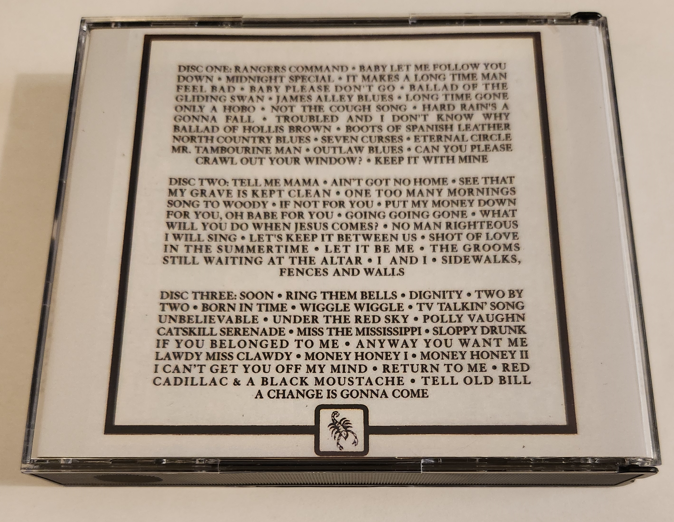 DISC ONE: RANGERS COMMAND • BABY LET ME FOLLOW YOU
DOWN • MIDNIGHT SPECIAL • IT MAKES A LONG TIME MAN
FEEL BAD • BABY PLEASE DON'T GO • BALLAD OF THE
GLIDING SWAN • JAMES ALLEY BLUES • LONG TIME GONE
ONLY A HOBO • NOT THE COUGH SONG • HARD RAIN'S A
GONNA FALL • TROUBLED AND I DON'T KNOW WHY
BALLAD OF HOLLIS BROWN • BOOTS OF SPANISH LEATHER
NORTH COUNTRY BLUES • SEVEN CURSES • ETERNAL CIRCLE
MR. TAMBOURINE MAN • OUTLAW BLUES • CAN YOU PLEASE
CRAWL OUT YOUR WINDOW? • KEEP IT WITH MINE
DISC TWO: TELL ME MAMA • AIN'T GOT NO HOME • SEE THAT
MY GRAVE IS KEPT CLEAN • ONE TOO MANY MORNINGS
SONG TO WOODY • IF NOT FOR YOU • PUT MY MONEY DOWN
FOR YOU, OH BABE FOR YOU • GOING GOING GONE • WHAT
WILL YOU DO WHEN JESUS COMES? • NO MAN RIGHTEOUS
I WILL SING • LET'S KEEP IT BETWEEN US • SHOT OF LOVE
IN THE SUMMERTIME • LET IT BE ME • THE GROOMS
STILL WAITING AT THE ALTAR • I AND I • SIDEWALKS,
FENCES AND WALLS
DISC THREE: SOON • RING THEM BELLS • DIGNITY • TWO BY
TWO • BORN IN TIME • WIGGLE WIGGLE • TV TALKIN' SONG
UNBELIEVABLE • UNDER THE RED SKY • POLLY VAUGHN
CATSKILL SERENADE • MISS THE MISSISSIPPI • SLOPPY DRUNK
IF YOU BELONGED TO ME • ANYWAY YOU WANT ME
LAWDY MISS CLAWDY • MONEY HONEY I • MONEY HONEY II
I CAN'T GET YOU OFF MY MIND • RETURN TO ME • RED
CADILLAC & A BLACK MOUSTACHE • TELL OLD BILL
A CHANGE IS GONNA COME